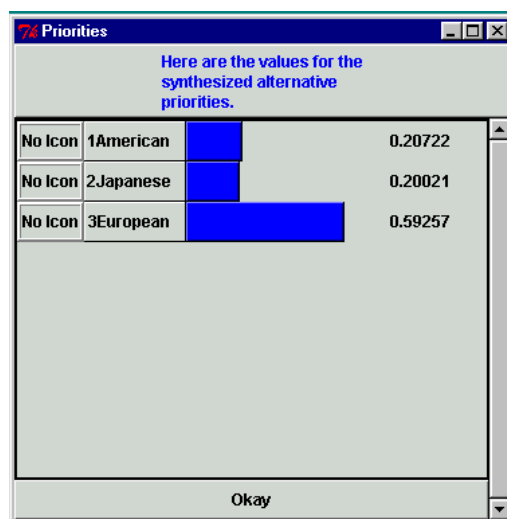 Priorities
Here are the values for the
synthesized alternative
priorities.
No Icon 1American 0.20722
No Icon 2Japanese 0.20021
No Icon 3European 0.59257
Okay